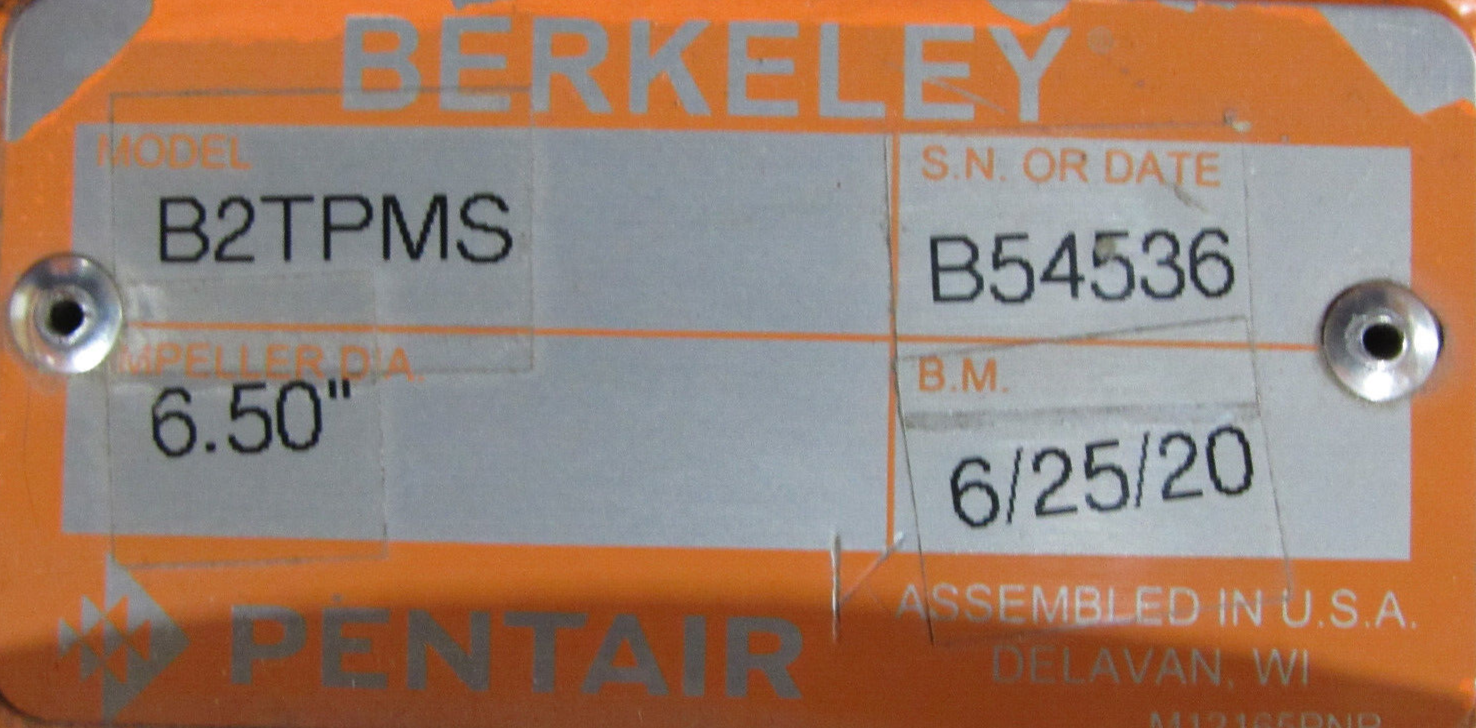 BERKELEY
MODEL
B2TPMS
S.N. OR DATE
B54536
IMPELLER DIA.
6.50"
B.M.
6/25/20
PENTAIR
ASSEMBLED IN U.S.A.
DELAVAN, WI